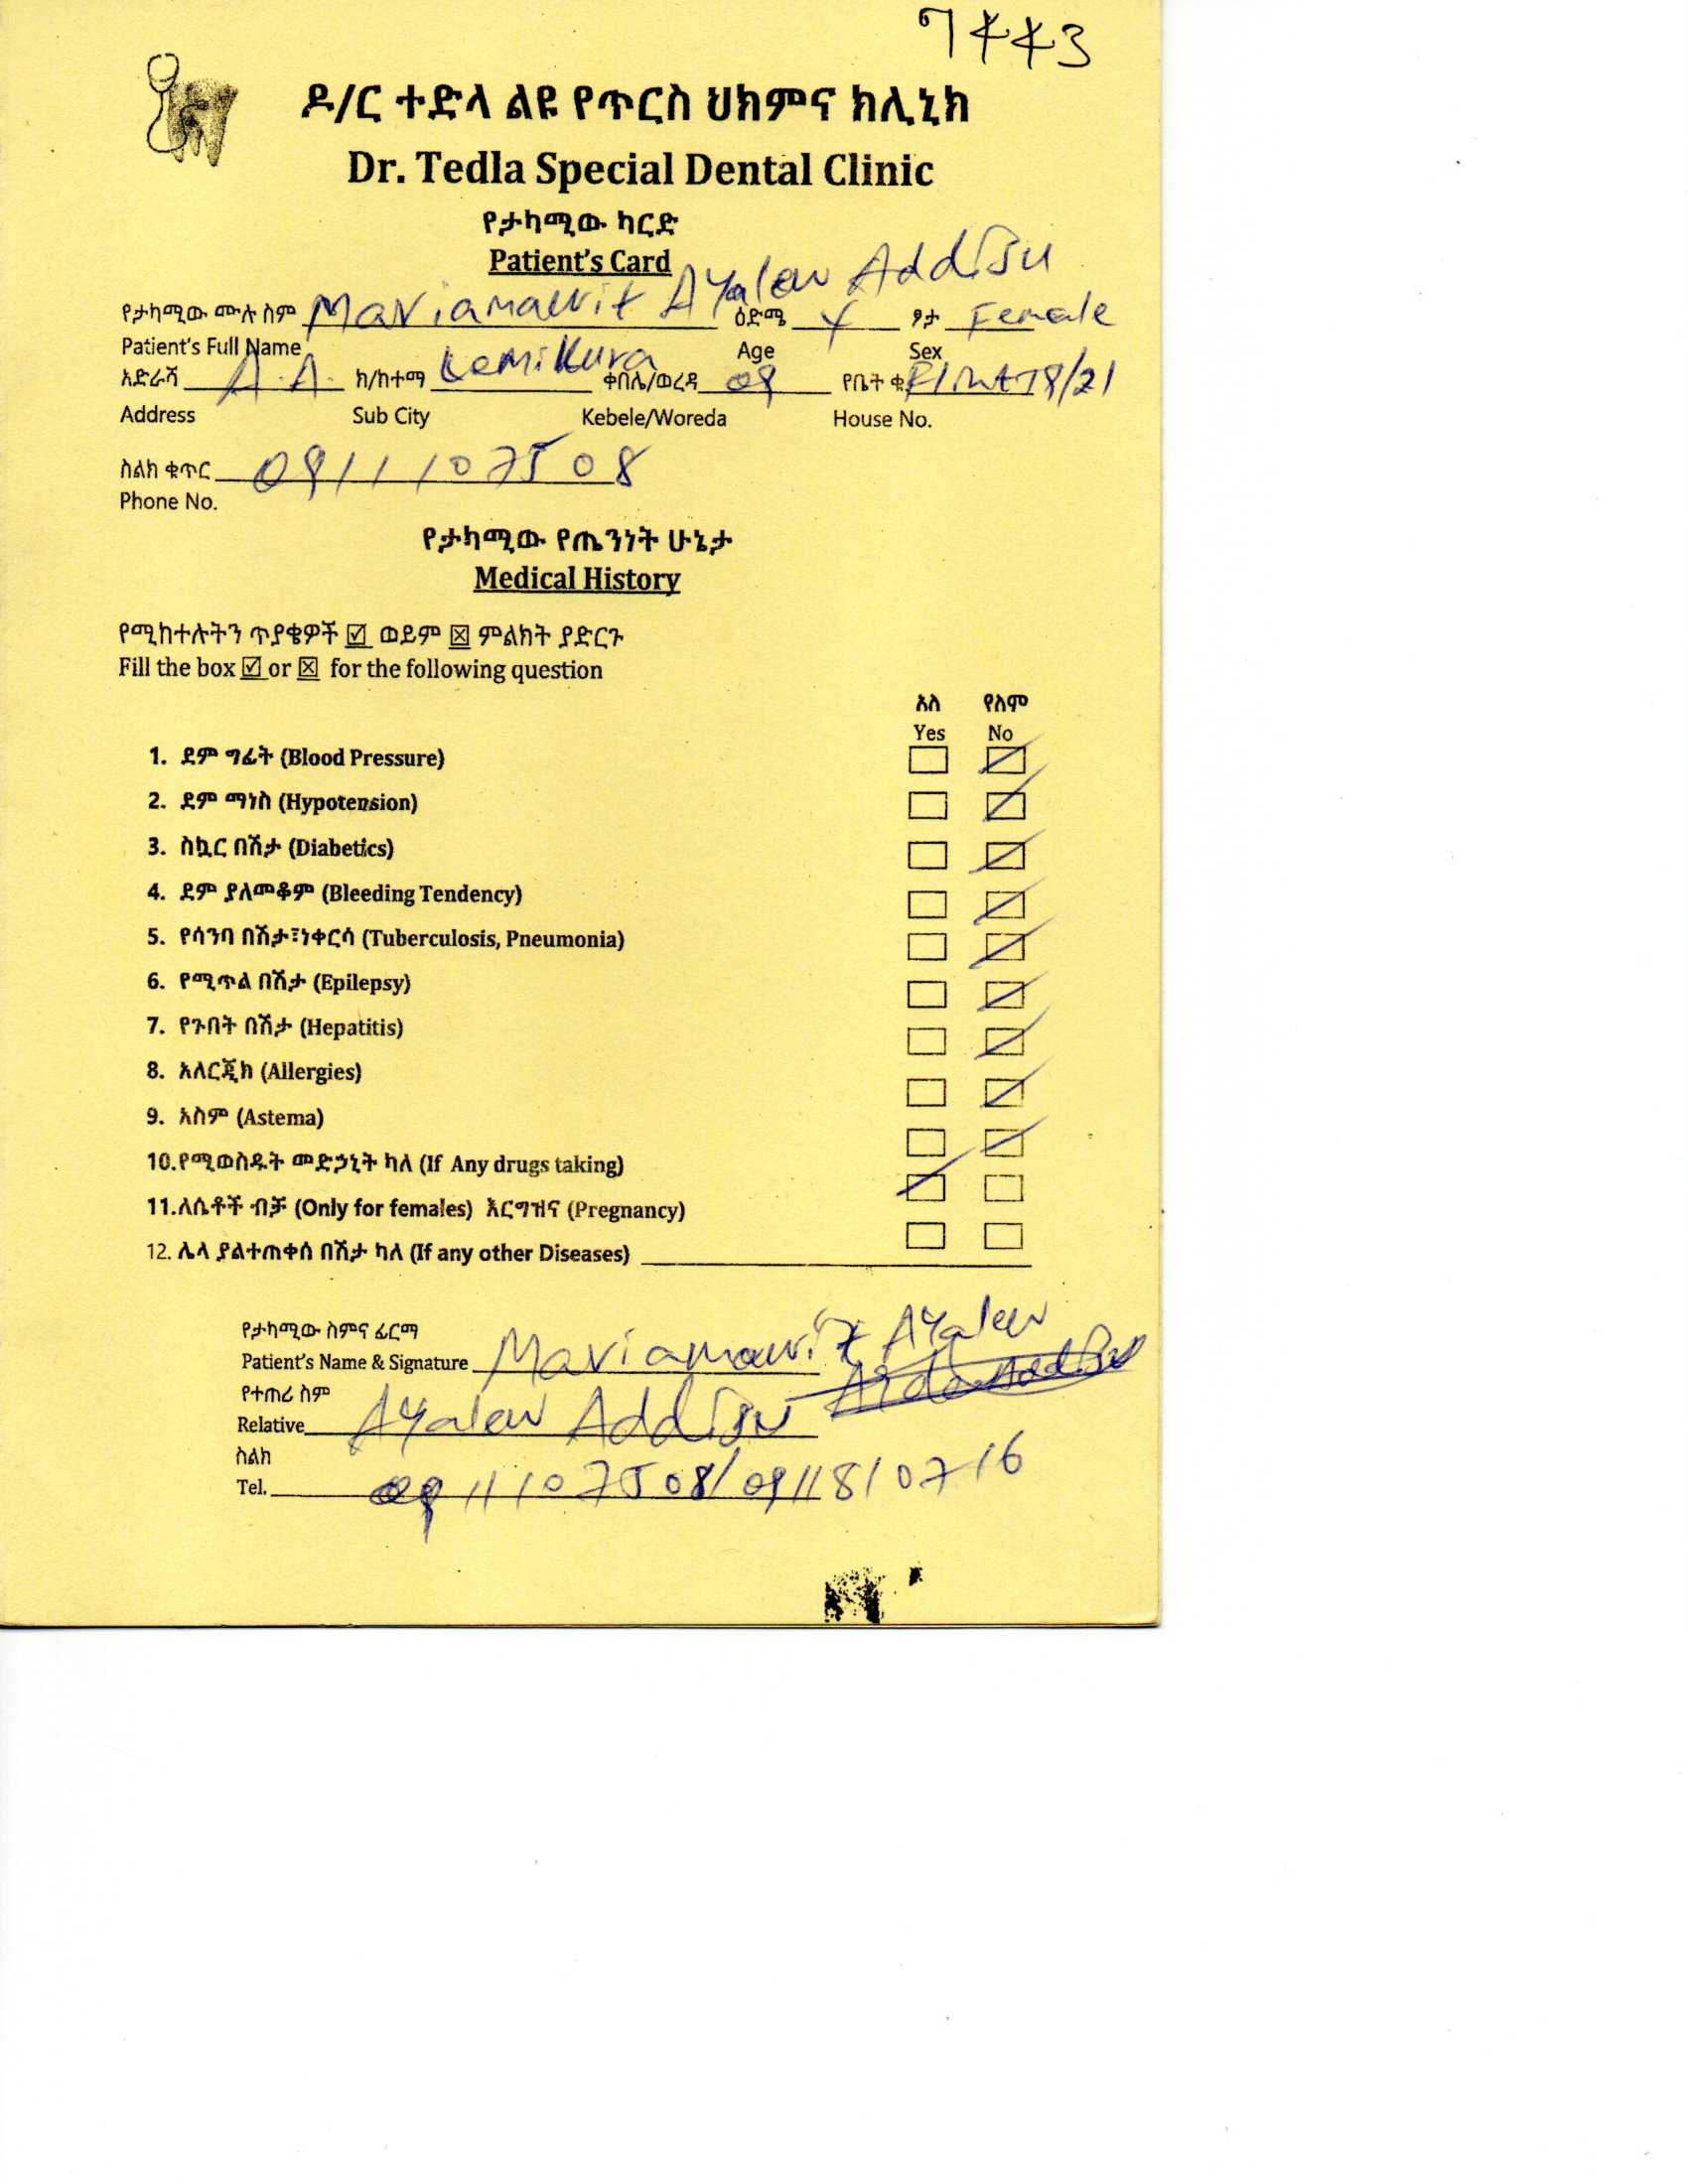 7443
ዶ/ር ተድላ ልዩ የጥርስ ህክምና ክሊኒክ
Dr. Tedla Special Dental Clinic
የታካሚው ካርድ
Patient's Card
የታካሚው ሙሉ ስም Mariamawit Ayalew Addisu ዕድሜ 4 ፆታ Female
Patient's Full Name Age Sex
አድራሻ A.A. ክ/ከተማ Lemi Kura ቀበሌ/ወረዳ 09 የቤት ቁ.
Address Sub City Kebele/Woreda House No.
ስልክ ቁጥር 0911107508
Phone No.
የታካሚው የጤንነት ሁኔታ
Medical History
የሚከተሉትን ጥያቄዎች ☑ ወይም ☒ ምልክት ያድርጉ
Fill the box ☑ or ☒ for the following question
አለ የለም
Yes No
1. ደም ግፊት (Blood Pressure)
2. ደም ማነስ (Hypotension)
3. ስኳር በሽታ (Diabetics)
4. ደም ያለመቆም (Bleeding Tendency)
5. የሳንባ በሽታ፣ነቀርሳ (Tuberculosis, Pneumonia)
6. የሚጥል በሽታ (Epilepsy)
7. የጉበት በሽታ (Hepatitis)
8. አለርጂክ (Allergies)
9. አስም (Astema)
10.የሚወስዱት መድኃኒት ካለ (If Any drugs taking)
11.ለሴቶች ብቻ (Only for females) እርግዝና (Pregnancy)
12. ሌላ ያልተጠቀሰ በሽታ ካለ (If any other Diseases)
የታካሚው ስምና ፊርማ
Patient's Name & Signature Mariamawit Ayalew
የተጠሪ ስም
Relative Ayalew Addisu
ስልክ
Tel. 0911107508/0911810716